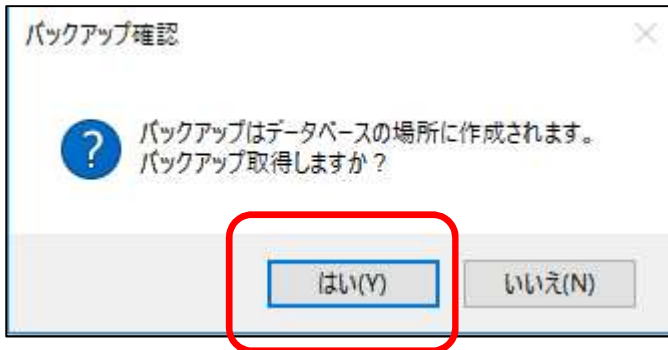 バックアップ確認
バックアップはデータベースの場所に作成されます。
バックアップ取得しますか？
はい(Y)
いいえ(N)